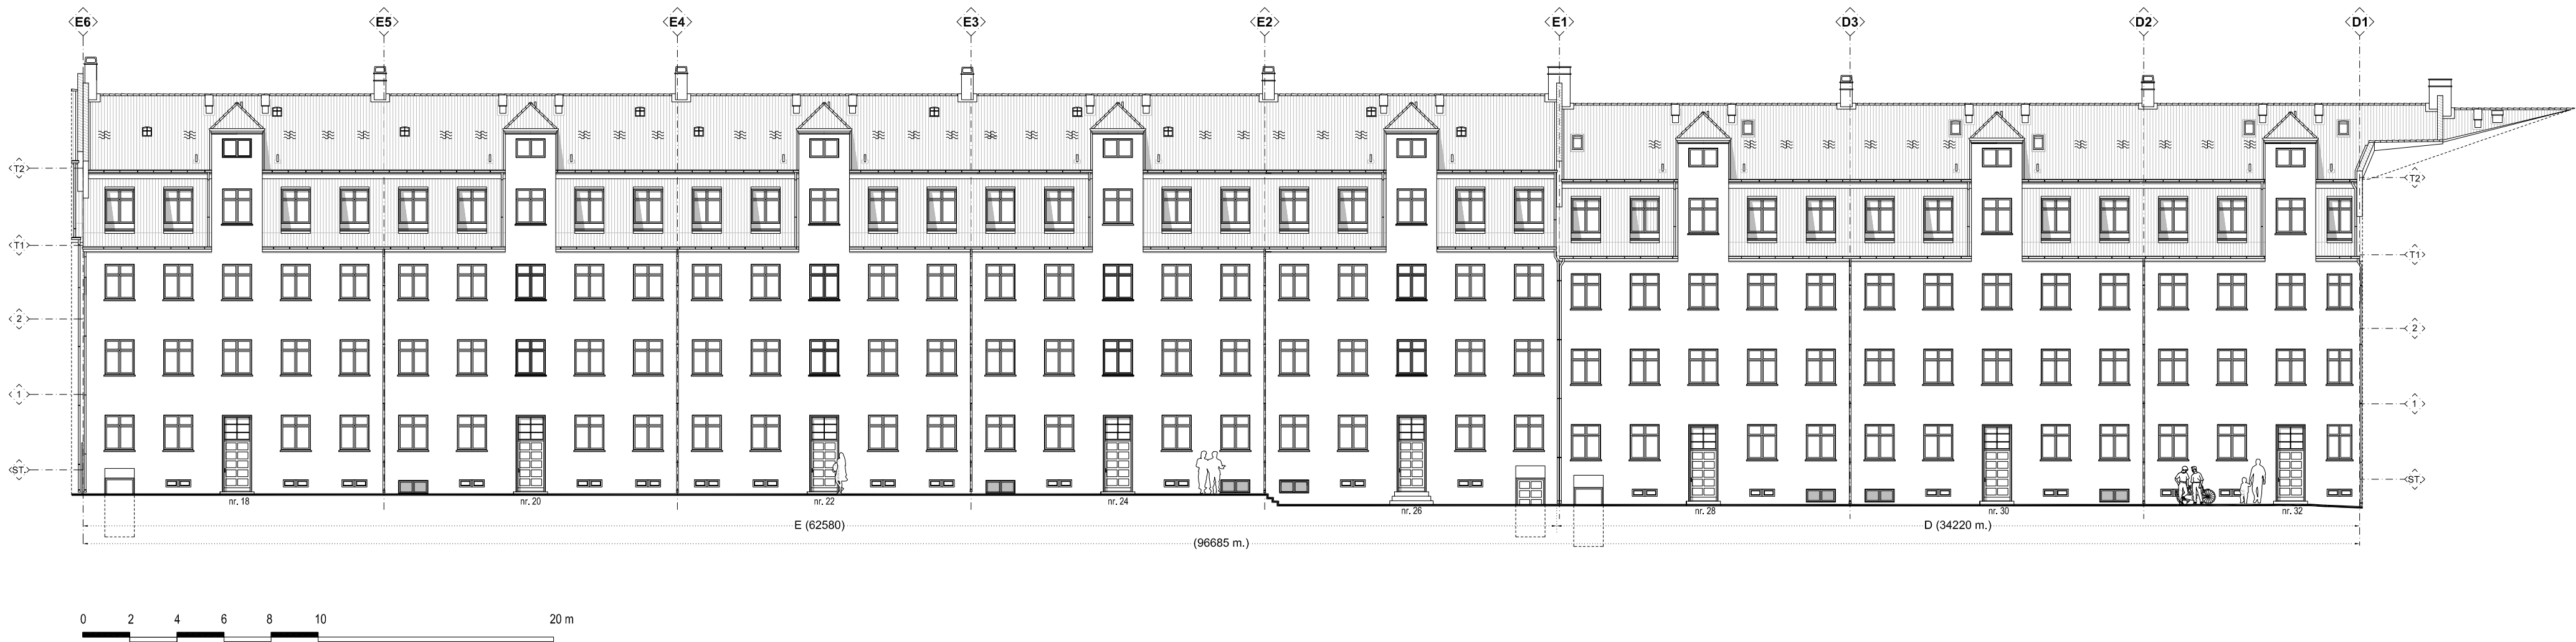 E6 E5 E4 E3 E2 E1 D3 D2 D1
T2 T2
T1 T1
2 2
1 1
ST. ST.
nr. 18 nr. 20 nr. 22 nr. 24 nr. 26 nr. 28 nr. 30 nr. 32
E (62580) D (34220 m.)
(96685 m.)
0 2 4 6 8 10 20 m